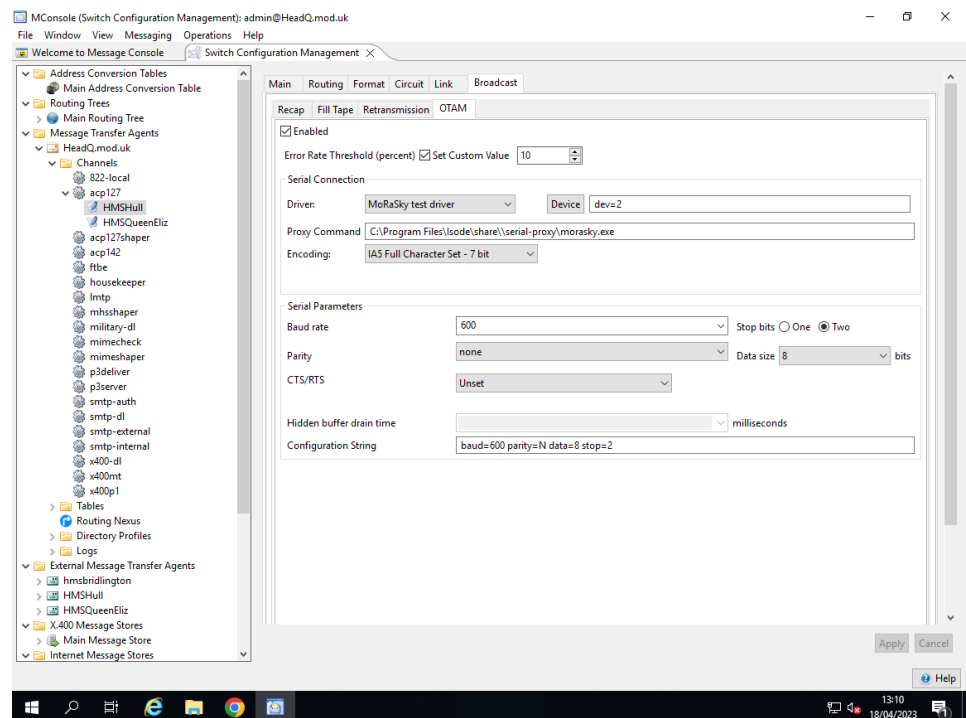 MConsole (Switch Configuration Management): admin@HeadQ.mod.uk
File Window View Messaging Operations Help
Welcome to Message Console Switch Configuration Management
Address Conversion Tables
Main Address Conversion Table
Routing Trees
Main Routing Tree
Message Transfer Agents
HeadQ.mod.uk
Channels
822-local
acp127
HMSHull
HMSQueenEliz
acp127shaper
acp142
ftbe
housekeeper
lmtp
mhsshaper
military-dl
mimecheck
mimeshaper
p3deliver
p3server
smtp-auth
smtp-dl
smtp-external
smtp-internal
x400-dl
x400mt
x400p1
Tables
Routing Nexus
Directory Profiles
Logs
External Message Transfer Agents
hmsbridlington
HMSHull
HMSQueenEliz
X.400 Message Stores
Main Message Store
Internet Message Stores
Main Routing Format Circuit Link Broadcast
Recap Fill Tape Retransmission OTAM
Enabled
Error Rate Threshold (percent) Set Custom Value 10
Serial Connection
Driver: MoRaSky test driver Device dev=2
Proxy Command C:\Program Files\Isode\share\\serial-proxy\morasky.exe
Encoding: IA5 Full Character Set - 7 bit
Serial Parameters
Baud rate 600 Stop bits One Two
Parity none Data size 8 bits
CTS/RTS Unset
Hidden buffer drain time milliseconds
Configuration String baud=600 parity=N data=8 stop=2
Apply Cancel
Help
13:10
18/04/2023
1